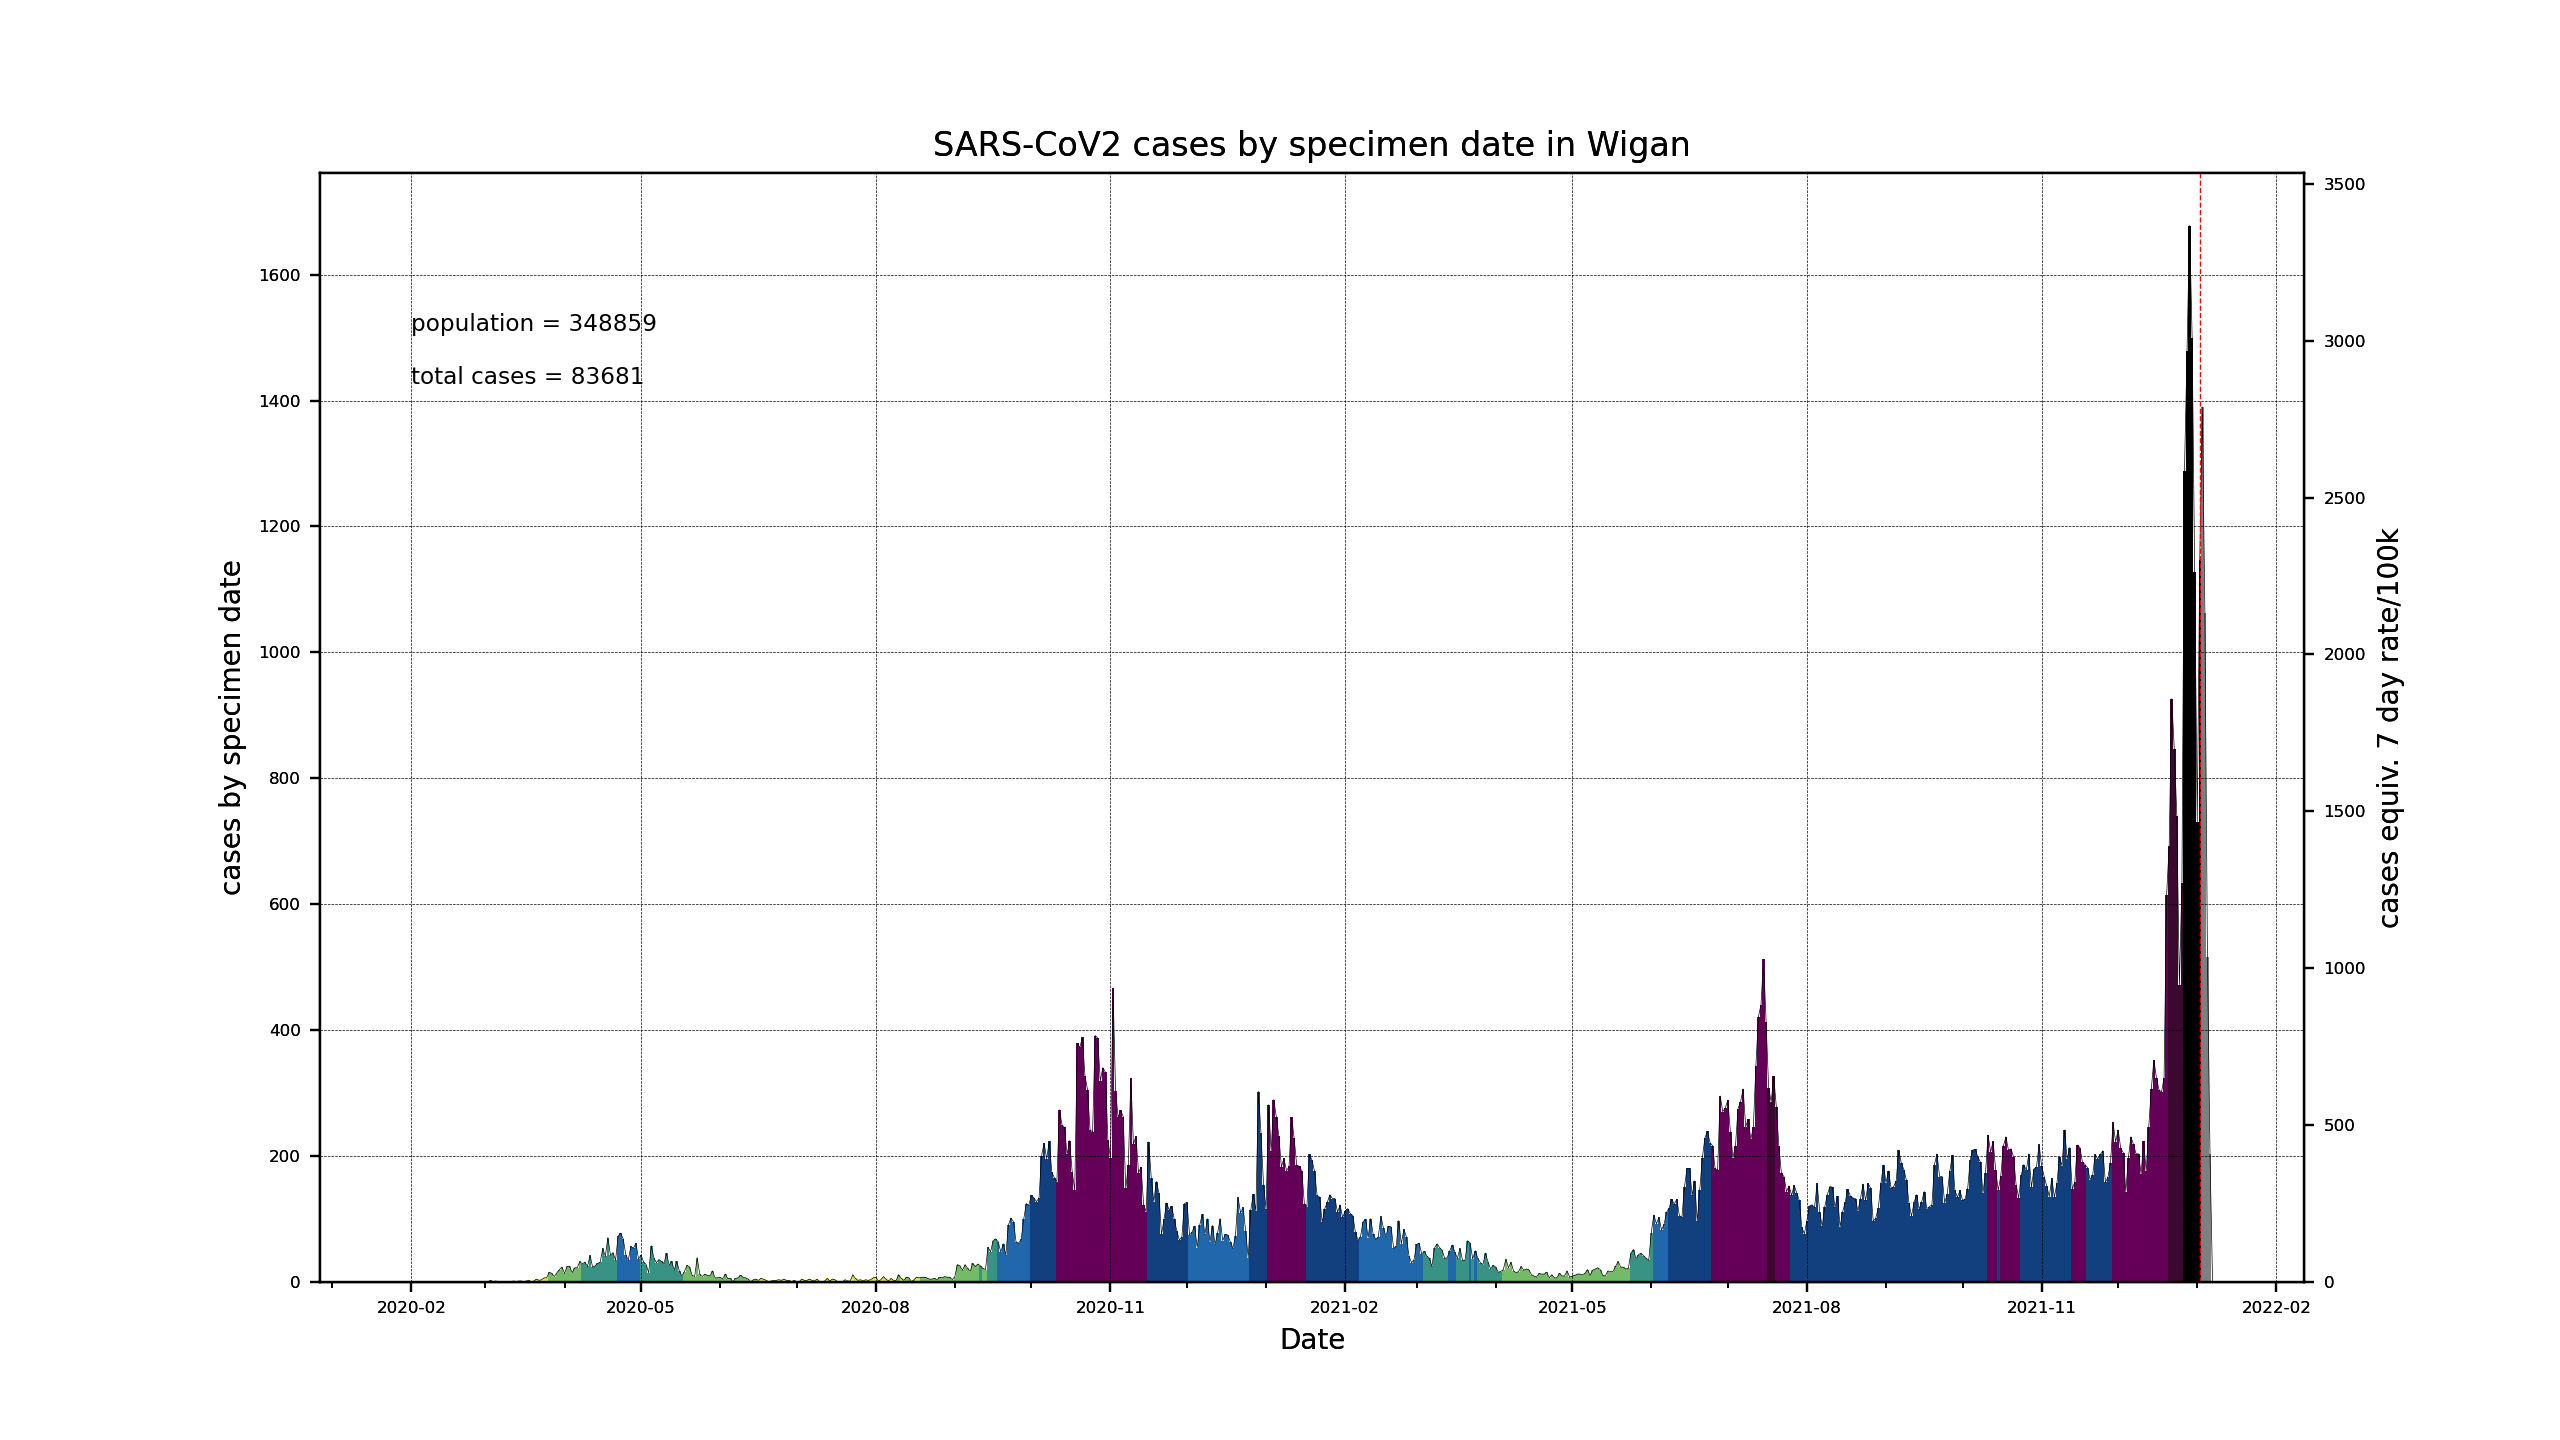 SARS-CoV2 cases by specimen date in Wigan
population = 348859
total cases = 83681
cases by specimen date
1600
1400
1200
1000
800
600
400
200
0
3500
3000
2500
2000
1500
1000
500
0
cases equiv. 7 day rate/100k
2020-02 2020-05 2020-08 2020-11 2021-02 2021-05 2021-08 2021-11 2022-02
Date